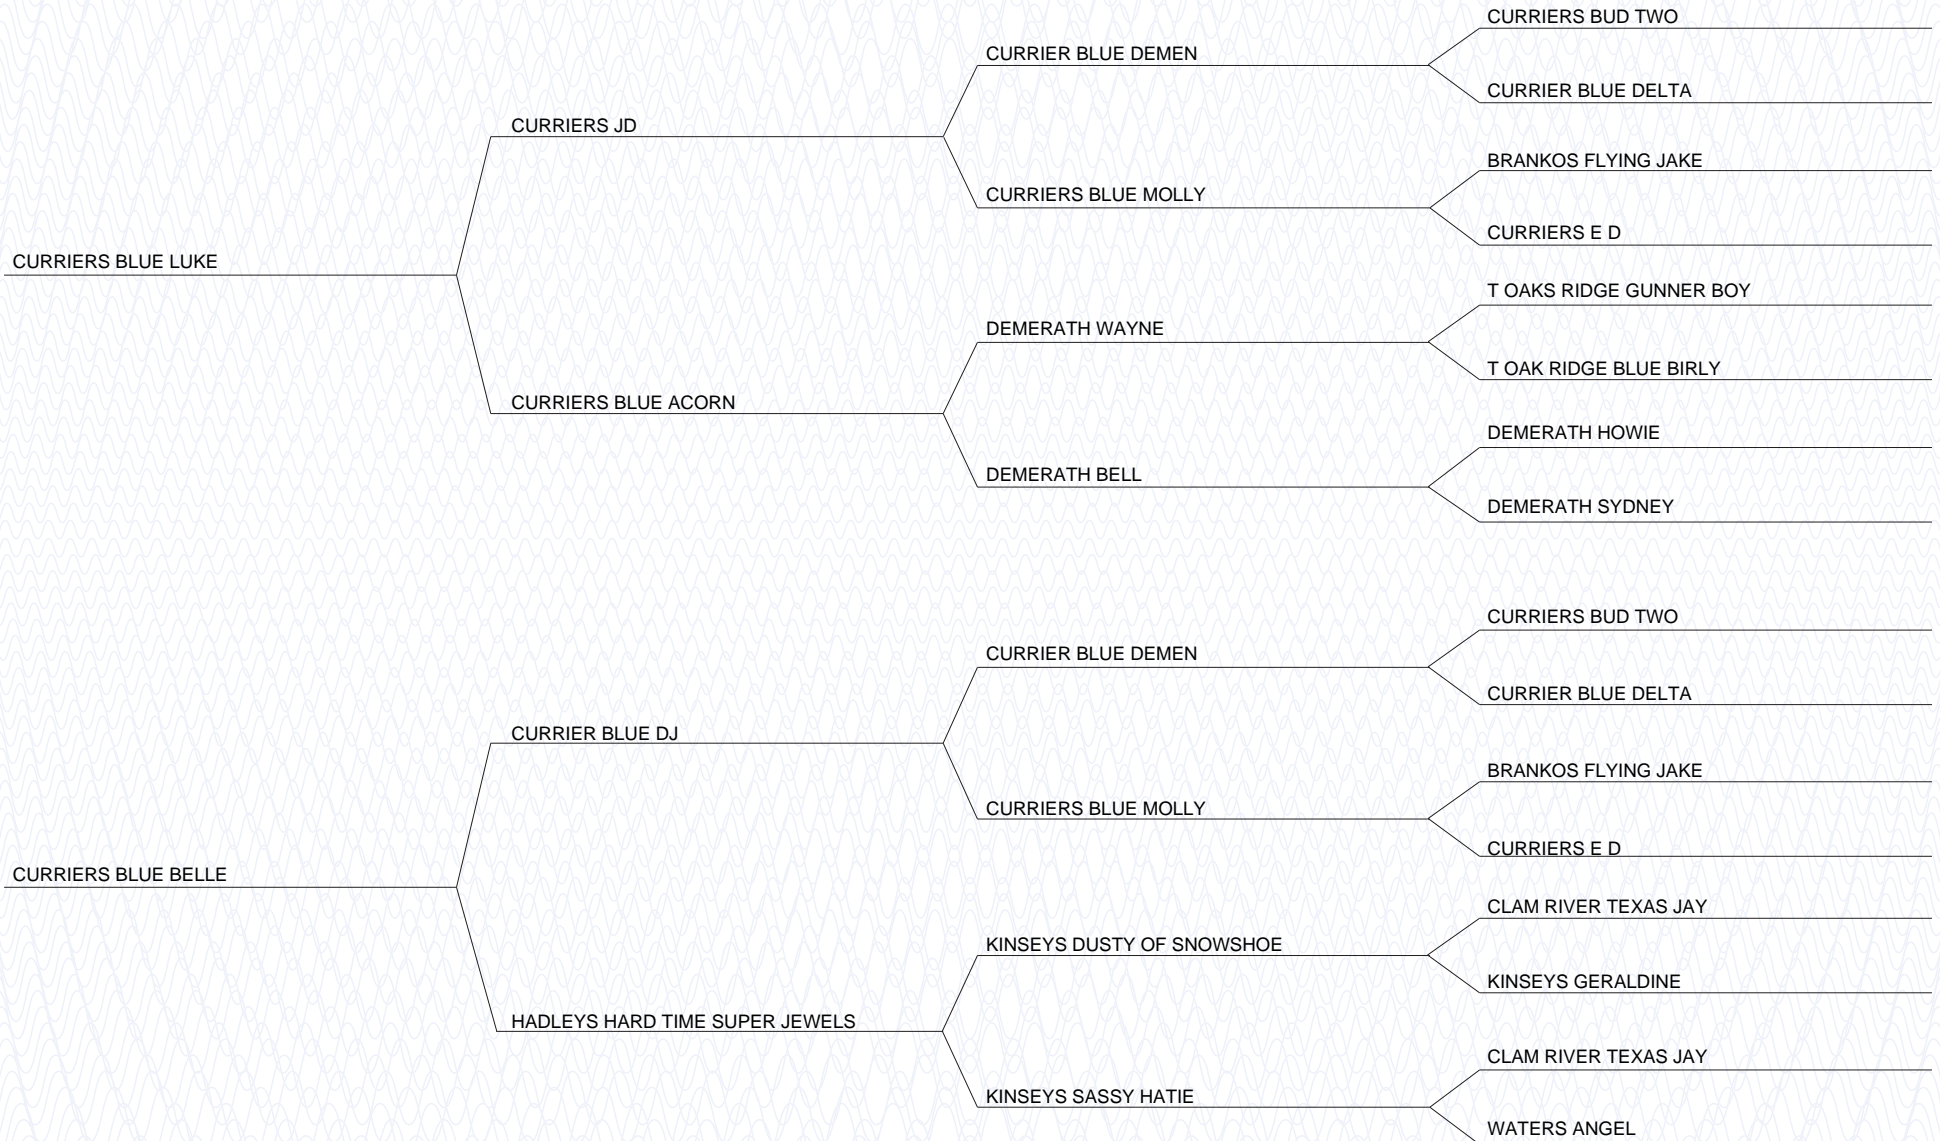 CURRIERS BUD TWO
CURRIER BLUE DEMEN
CURRIER BLUE DELTA
CURRIERS JD
BRANKOS FLYING JAKE
CURRIERS BLUE MOLLY
CURRIERS E D
CURRIERS BLUE LUKE
T OAKS RIDGE GUNNER BOY
DEMERATH WAYNE
T OAK RIDGE BLUE BIRLY
CURRIERS BLUE ACORN
DEMERATH HOWIE
DEMERATH BELL
DEMERATH SYDNEY
CURRIERS BUD TWO
CURRIER BLUE DEMEN
CURRIER BLUE DELTA
CURRIER BLUE DJ
BRANKOS FLYING JAKE
CURRIERS BLUE MOLLY
CURRIERS E D
CURRIERS BLUE BELLE
CLAM RIVER TEXAS JAY
KINSEYS DUSTY OF SNOWSHOE
KINSEYS GERALDINE
HADLEYS HARD TIME SUPER JEWELS
CLAM RIVER TEXAS JAY
KINSEYS SASSY HATIE
WATERS ANGEL